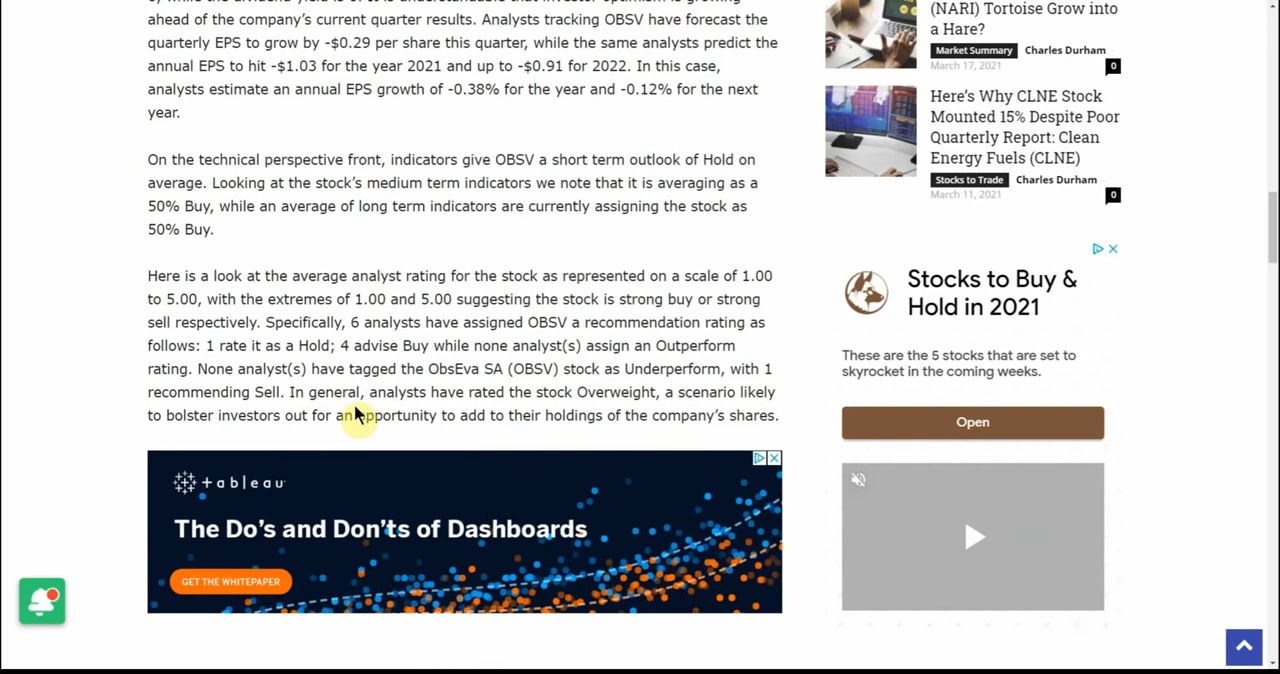 ahead of the company's current quarter results. Analysts tracking OBSV have forecast the
quarterly EPS to grow by -$0.29 per share this quarter, while the same analysts predict the
annual EPS to hit -$1.03 for the year 2021 and up to -$0.91 for 2022. In this case,
analysts estimate an annual EPS growth of -0.38% for the year and -0.12% for the next
year.
On the technical perspective front, indicators give OBSV a short term outlook of Hold on
average. Looking at the stock's medium term indicators we note that it is averaging as a
50% Buy, while an average of long term indicators are currently assigning the stock as
50% Buy.
Here is a look at the average analyst rating for the stock as represented on a scale of 1.00
to 5.00, with the extremes of 1.00 and 5.00 suggesting the stock is strong buy or strong
sell respectively. Specifically, 6 analysts have assigned OBSV a recommendation rating as
follows: 1 rate it as a Hold; 4 advise Buy while none analyst(s) assign an Outperform
rating. None analyst(s) have tagged the ObsEva SA (OBSV) stock as Underperform, with 1
recommending Sell. In general, analysts have rated the stock Overweight, a scenario likely
to bolster investors out for an opportunity to add to their holdings of the company's shares.
+ableau
The Do's and Don'ts of Dashboards
GET THE WHITEPAPER
(NARI) Tortoise Grow into
a Hare?
Market Summary Charles Durham
March 17, 2021 0
Here's Why CLNE Stock
Mounted 15% Despite Poor
Quarterly Report: Clean
Energy Fuels (CLNE)
Stocks to Trade Charles Durham
March 11, 2021 0
Stocks to Buy &
Hold in 2021
These are the 5 stocks that are set to
skyrocket in the coming weeks.
Open